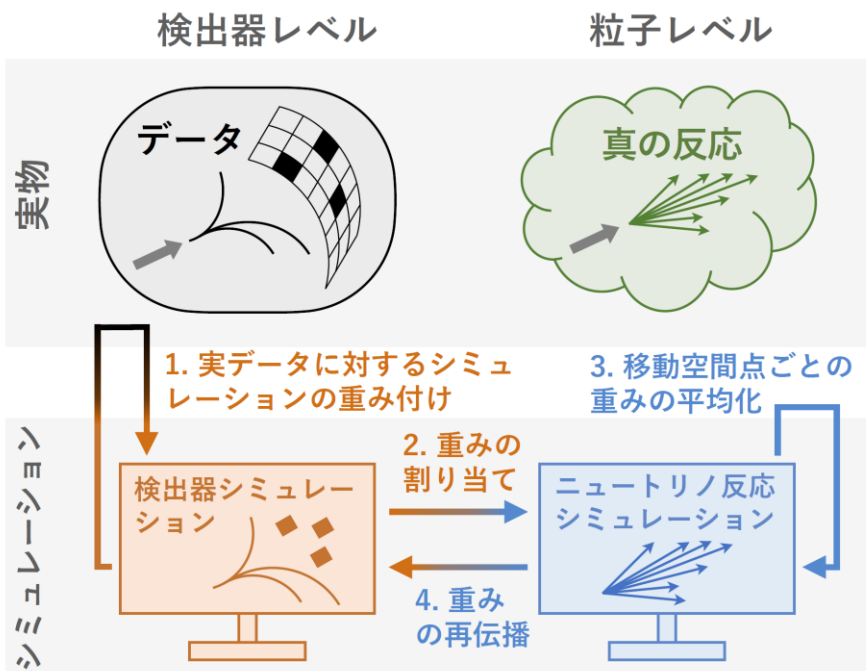 検出器レベル
粒子レベル
実物
データ
真の反応
1. 実データに対するシミュ
レーションの重み付け
3. 移動空間点ごとの
重みの平均化
シミュレーション
検出器シミュレー
ション
2. 重みの
割り当て
ニュートリノ反応
シミュレーション
4. 重み
の再伝播